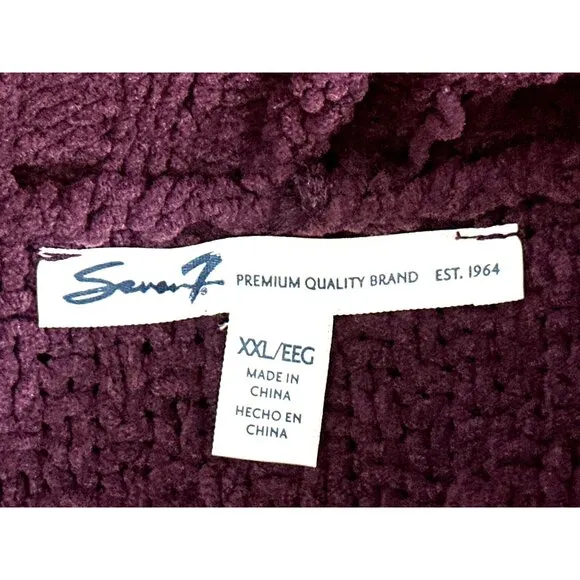 Seven7® PREMIUM QUALITY BRAND EST. 1964
XXL/EEG
MADE IN
CHINA
HECHO EN
CHINA